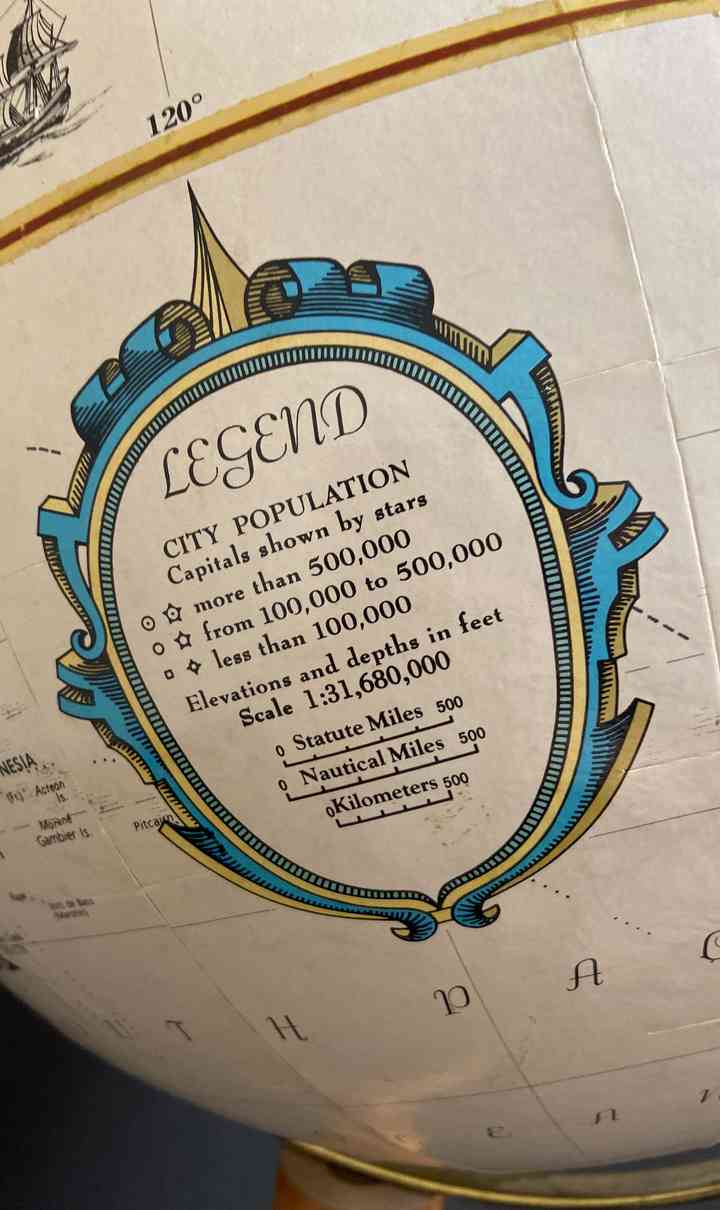 120°
LEGEND
CITY POPULATION
Capitals shown by stars
more than 500,000
from 100,000 to 500,000
less than 100,000
Elevations and depths in feet
Scale 1:31,680,000
0 Statute Miles 500
0 Nautical Miles 500
0 Kilometers 500
NESIA
(Fr.) Acteon
Is.
Gambier Is.
Pitcairn
U T H P A C
e a n